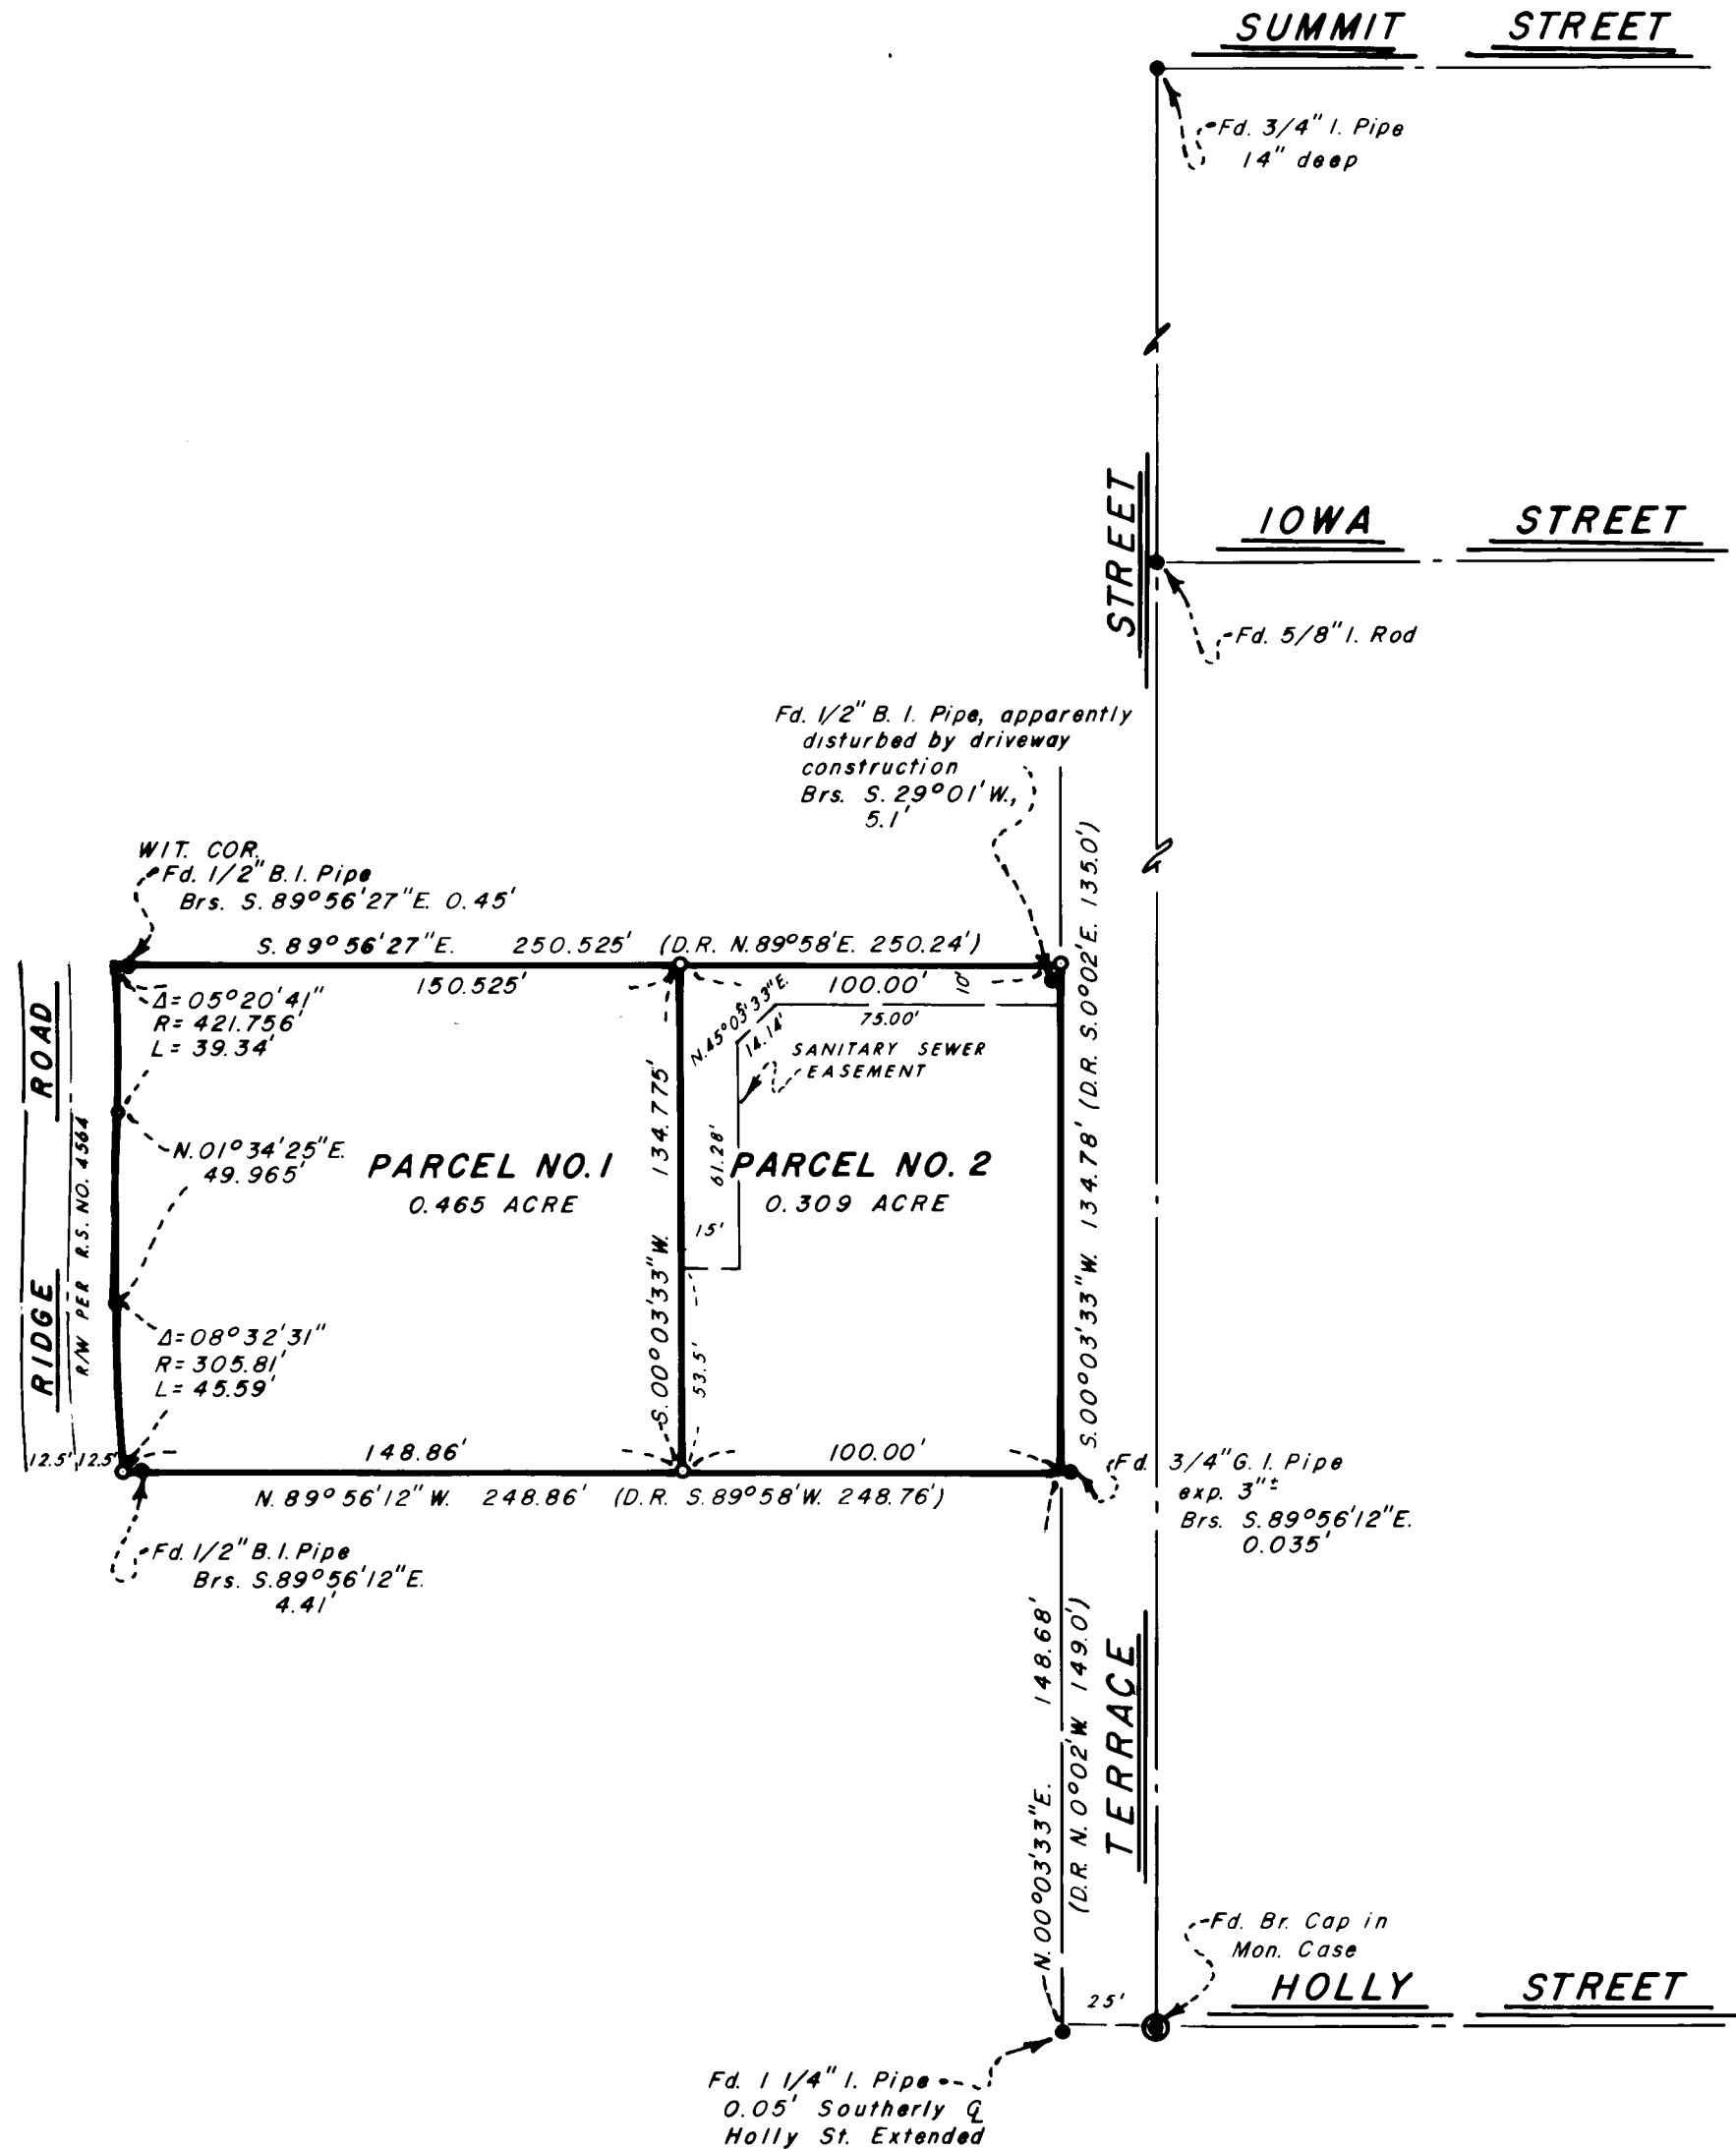 SUMMIT STREET
Fd. 3/4" I. Pipe
14" deep
IOWA STREET
STREET
Fd. 5/8" I. Rod
Fd. 1/2" B. I. Pipe, apparently
disturbed by driveway
construction
Brs. S. 29°01' W.,
5.1'
WIT. COR.
Fd. 1/2" B.I. Pipe
Brs. S. 89°56'27"E. 0.45'
S. 89°56'27"E. 250.525' (D.R. N. 89°58'E. 250.24')
150.525'
100.00'
10'
N.45°03'33"E.
14.14'
75.00'
SANITARY SEWER
EASEMENT
Δ=05°20'41"
R=421.756'
L=39.34'
N.01°34'25"E.
49.965'
RIDGE ROAD
R/W PER R.S. NO. 4564
PARCEL NO. 1
0.465 ACRE
S.00°03'33"W. 134.775'
61.28'
PARCEL NO. 2
0.309 ACRE
15'
53.5'
S.00°03'33"W. 134.78' (D.R. S.0°02'E. 135.0')
Δ=08°32'31"
R=305.81'
L=45.59'
12.5' 12.5'
148.86'
100.00'
N. 89°56'12" W. 248.86' (D.R. S.89°58'W. 248.76')
Fd. 3/4" G. I. Pipe
exp. 3"±
Brs. S.89°56'12"E.
0.035'
Fd. 1/2" B.I. Pipe
Brs. S.89°56'12"E.
4.41'
N.00°03'33"E. 148.68'
(D.R. N.0°02'W. 149.0')
TERRACE
Fd. Br. Cap in
Mon. Case
HOLLY STREET
25'
Fd. 1 1/4" I. Pipe
0.05' Southerly ℄
Holly St. Extended